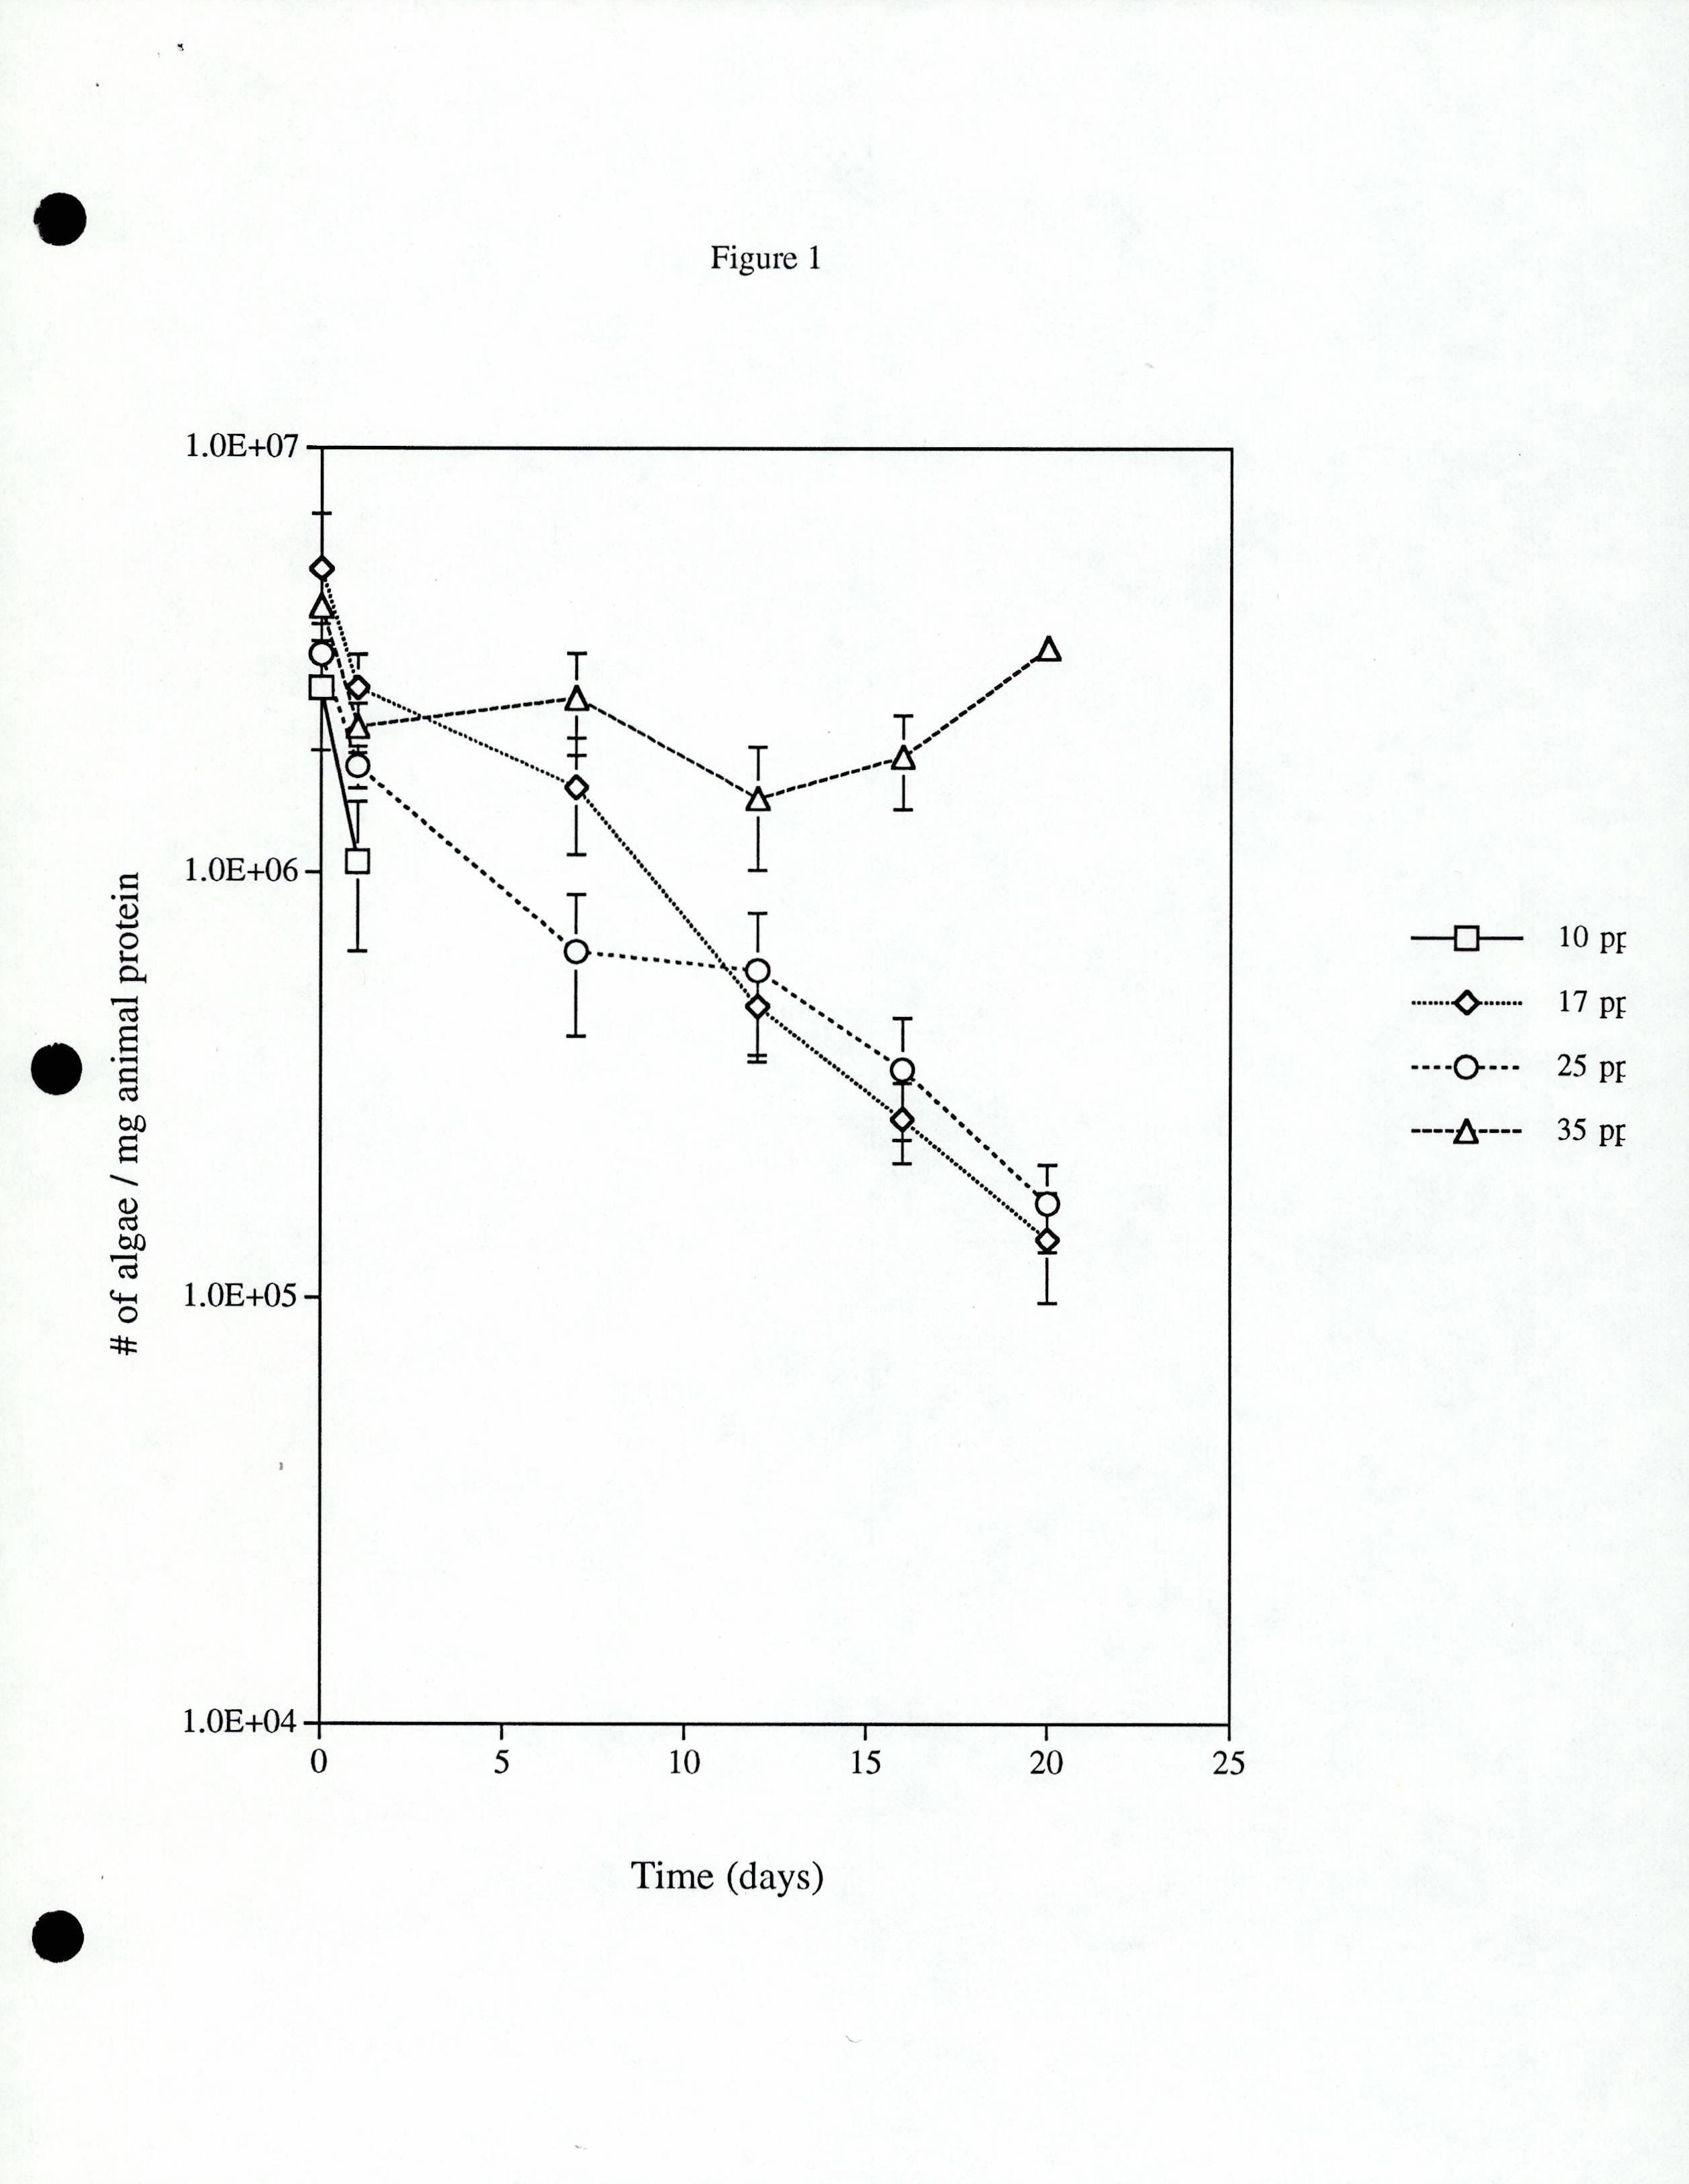 Figure 1
1.0E+07
1.0E+06
1.0E+05
1.0E+04
# of algae / mg animal protein
0 5 10 15 20 25
Time (days)
10 pp
17 pp
25 pp
35 pp